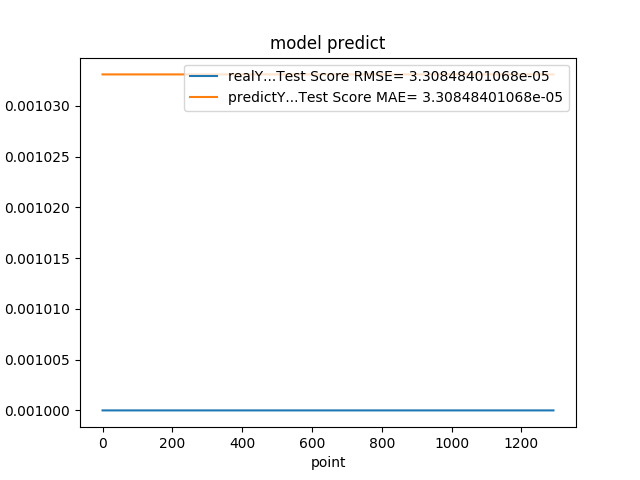 model predict
realY...Test Score RMSE= 3.30848401068e-05
predictY...Test Score MAE= 3.30848401068e-05
0.001030
0.001025
0.001020
0.001015
0.001010
0.001005
0.001000
0 200 400 600 800 1000 1200
point